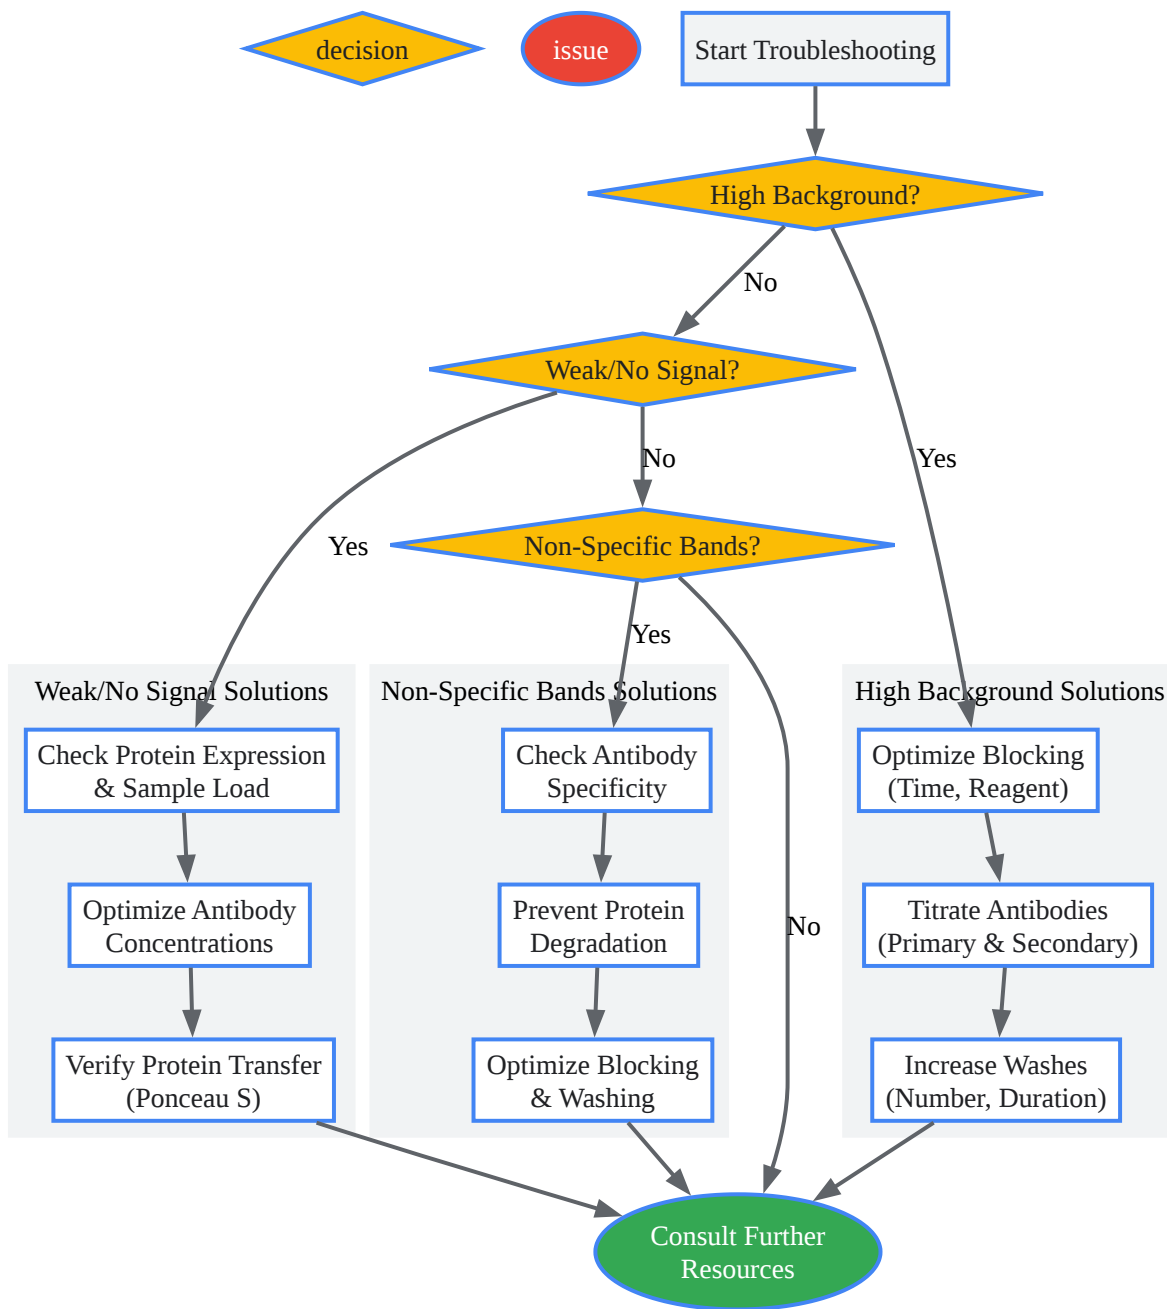 decision
issue
Start Troubleshooting
High Background?
No
Weak/No Signal?
No
Yes
Yes
Non-Specific Bands?
Yes
Weak/No Signal Solutions
Check Protein Expression
& Sample Load
Optimize Antibody
Concentrations
Verify Protein Transfer
(Ponceau S)
Non-Specific Bands Solutions
Check Antibody
Specificity
Prevent Protein
Degradation
Optimize Blocking
& Washing
No
High Background Solutions
Optimize Blocking
(Time, Reagent)
Titrate Antibodies
(Primary & Secondary)
Increase Washes
(Number, Duration)
Consult Further
Resources